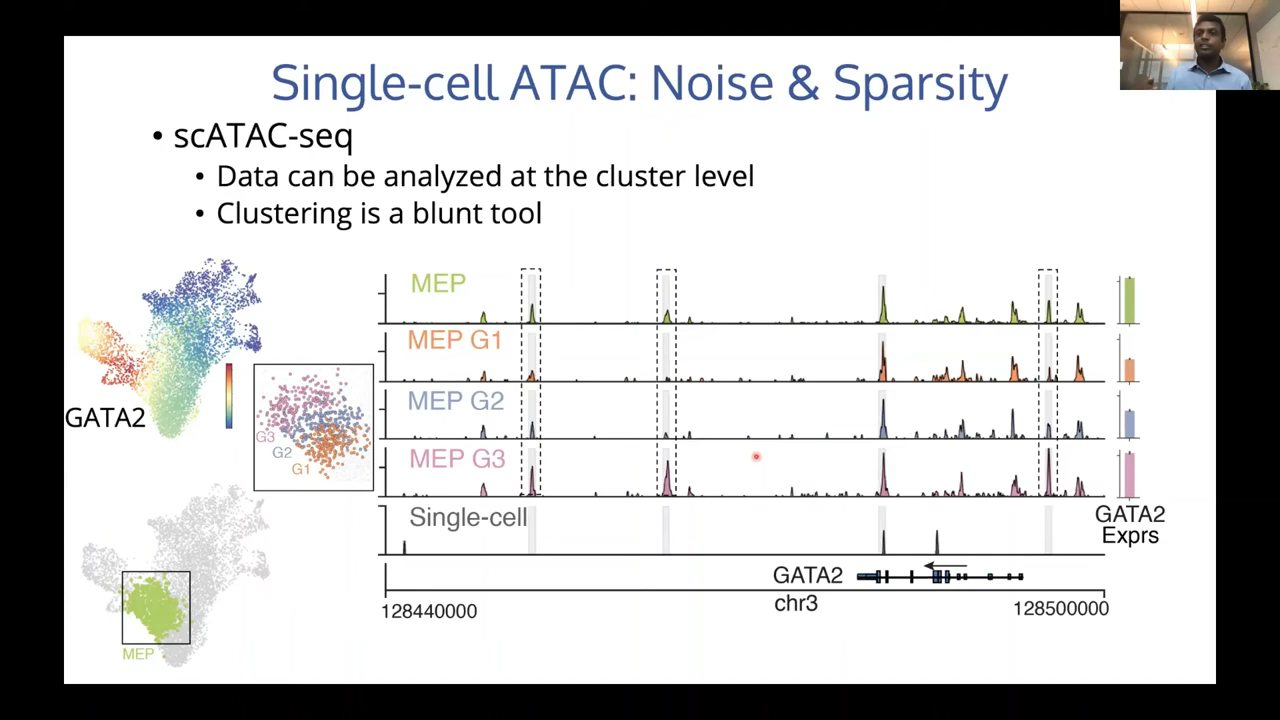 Single-cell ATAC: Noise & Sparsity
• scATAC-seq
• Data can be analyzed at the cluster level
• Clustering is a blunt tool
GATA2
G3
G2
G1
MEP
MEP
MEP G1
MEP G2
MEP G3
Single-cell
GATA2
Exprs
GATA2
chr3
128440000
128500000